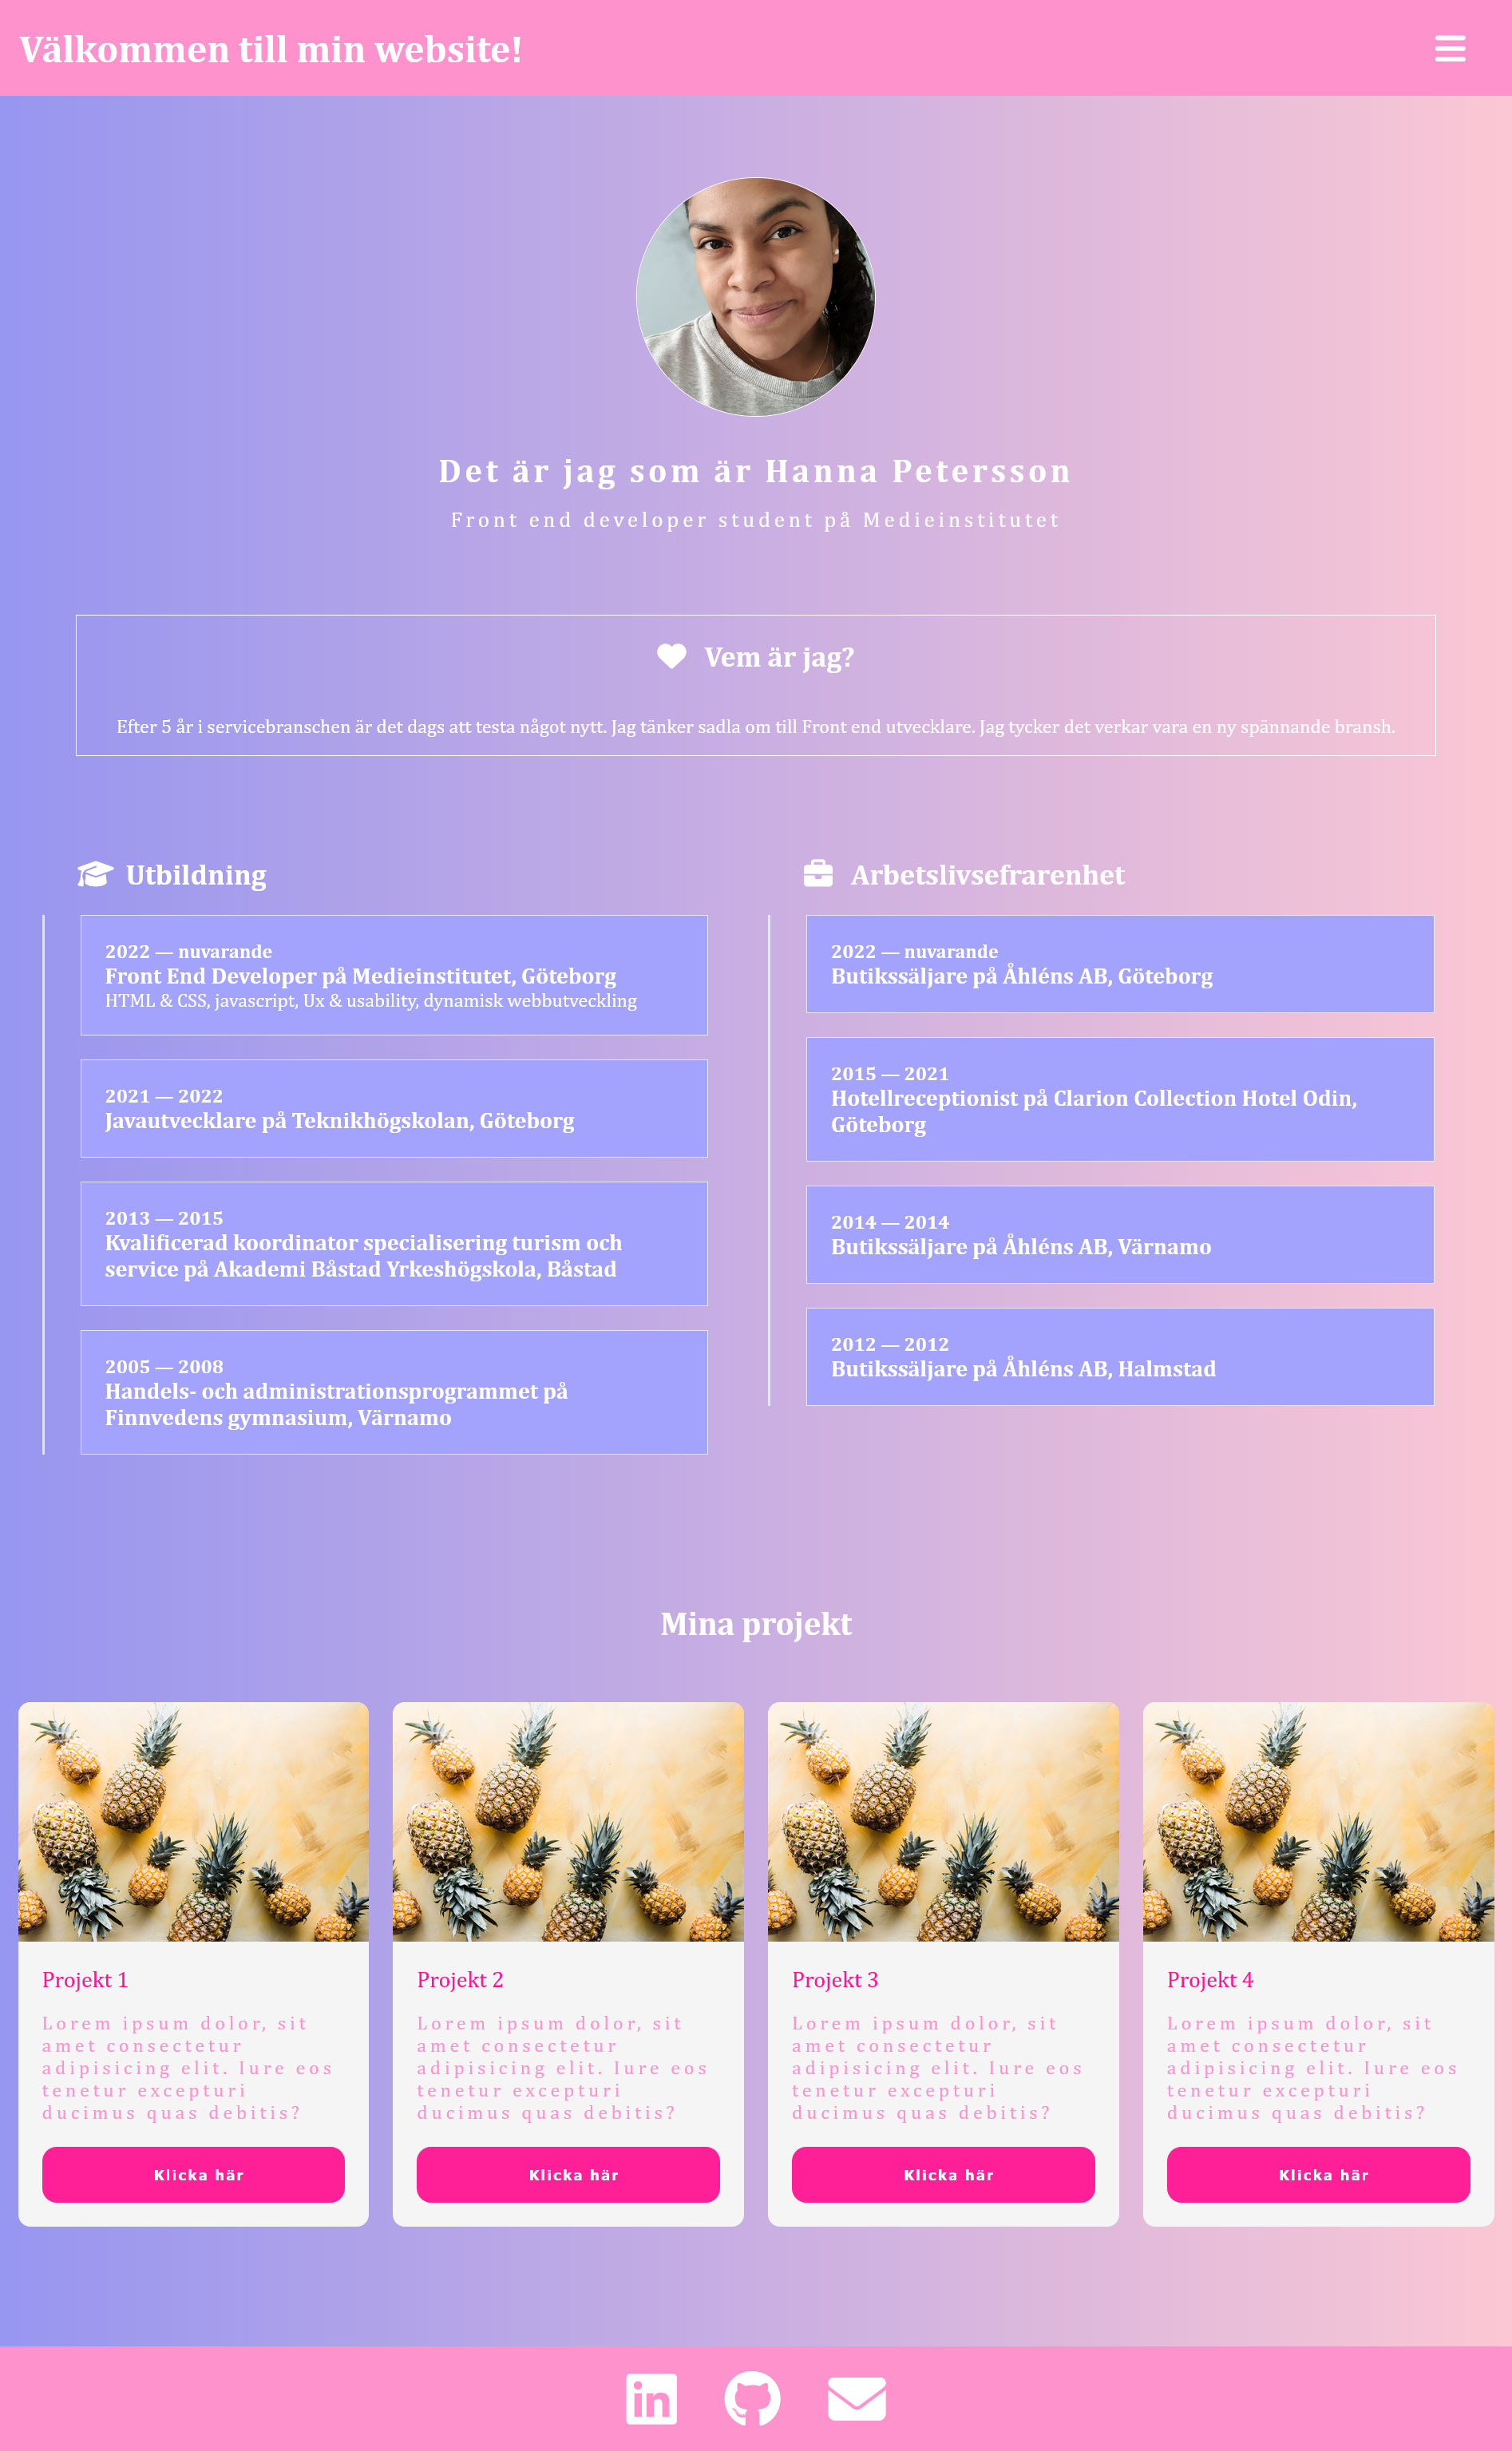 Välkommen till min website!
Det är jag som är Hanna Petersson
Front end developer student på Medieinstitutet
Vem är jag?
Efter 5 år i servicebranschen är det dags att testa något nytt. Jag tänker sadla om till Front end utvecklare. Jag tycker det verkar vara en ny spännande bransh.
Utbildning
2022 — nuvarande
Front End Developer på Medieinstitutet, Göteborg
HTML & CSS, javascript, Ux & usability, dynamisk webbutveckling
2021 — 2022
Javautvecklare på Teknikhögskolan, Göteborg
2013 — 2015
Kvalificerad koordinator specialisering turism och
service på Akademi Båstad Yrkeshögskola, Båstad
2005 — 2008
Handels- och administrationsprogrammet på
Finnvedens gymnasium, Värnamo
Arbetslivsefrarenhet
2022 — nuvarande
Butikssäljare på Åhléns AB, Göteborg
2015 — 2021
Hotellreceptionist på Clarion Collection Hotel Odin,
Göteborg
2014 — 2014
Butikssäljare på Åhléns AB, Värnamo
2012 — 2012
Butikssäljare på Åhléns AB, Halmstad
Mina projekt
Projekt 1
Lorem ipsum dolor, sit
amet consectetur
adipisicing elit. Iure eos
tenetur excepturi
ducimus quas debitis?
Klicka här
Projekt 2
Lorem ipsum dolor, sit
amet consectetur
adipisicing elit. Iure eos
tenetur excepturi
ducimus quas debitis?
Klicka här
Projekt 3
Lorem ipsum dolor, sit
amet consectetur
adipisicing elit. Iure eos
tenetur excepturi
ducimus quas debitis?
Klicka här
Projekt 4
Lorem ipsum dolor, sit
amet consectetur
adipisicing elit. Iure eos
tenetur excepturi
ducimus quas debitis?
Klicka här
in